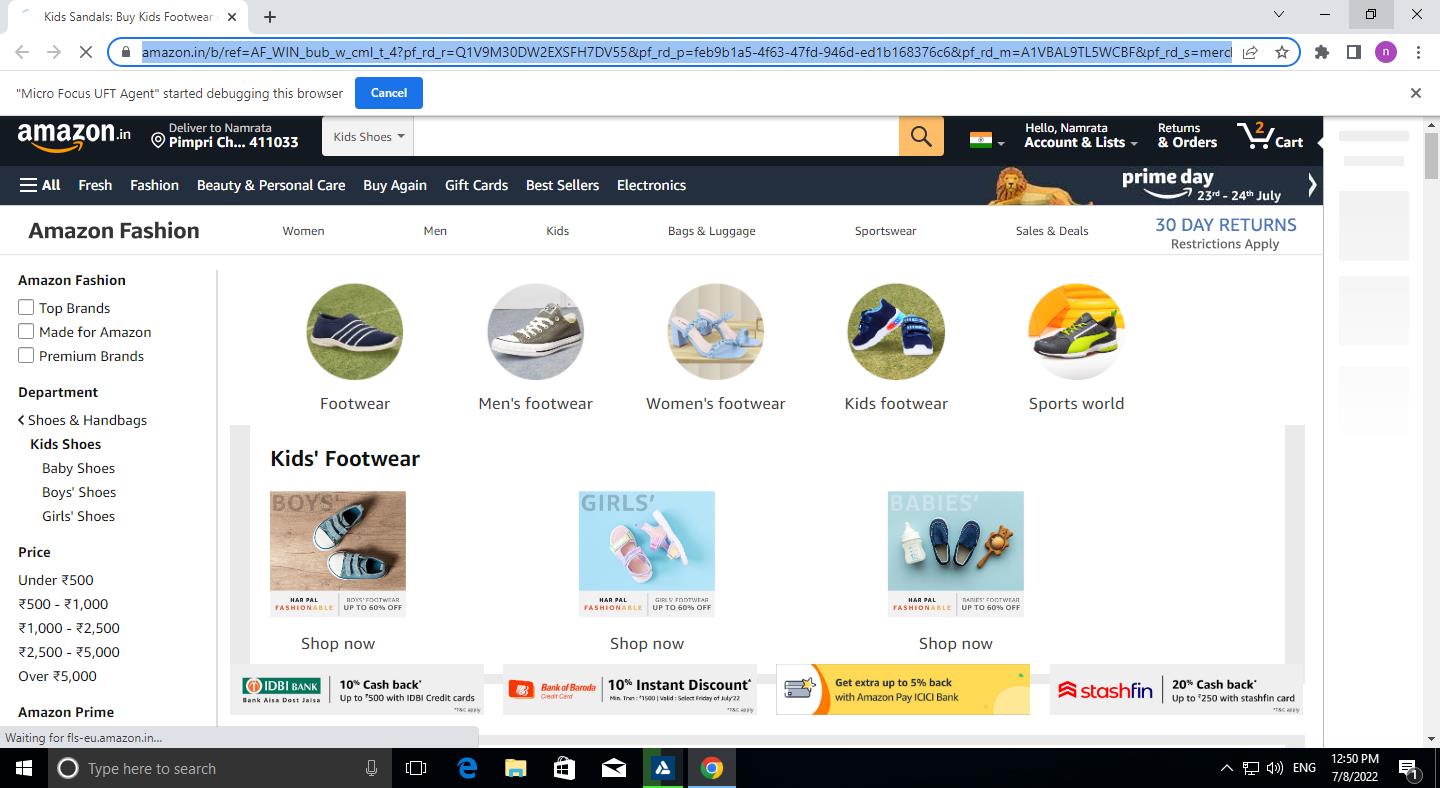 Kids Sandals: Buy Kids Footwear
amazon.in/b/ref=AF_WIN_bub_w_cml_t_4?pf_rd_r=Q1V9M30DW2EXSFH7DV55&pf_rd_p=feb9b1a5-4f63-47fd-946d-ed1b168376c6&pf_rd_m=A1VBAL9TL5WCBF&pf_rd_s=merc
n
"Micro Focus UFT Agent" started debugging this browser Cancel
amazon.in
Deliver to Namrata
Pimpri Ch... 411033
Kids Shoes
Hello, Namrata
Account & Lists
Returns
& Orders
2
Cart
All Fresh Fashion Beauty & Personal Care Buy Again Gift Cards Best Sellers Electronics
prime day
23rd - 24th July
Amazon Fashion Women Men Kids Bags & Luggage Sportswear Sales & Deals
30 DAY RETURNS
Restrictions Apply
Amazon Fashion
Top Brands
Made for Amazon
Premium Brands
Department
Shoes & Handbags
Kids Shoes
Baby Shoes
Boys' Shoes
Girls' Shoes
Price
Under ₹500
₹500 - ₹1,000
₹1,000 - ₹2,500
₹2,500 - ₹5,000
Over ₹5,000
Amazon Prime
Footwear Men's footwear Women's footwear Kids footwear Sports world
Kids' Footwear
BOYS'
HAR PAL
FASHIONABLE
BOYS' FOOTWEAR
UP TO 60% OFF
Shop now
GIRLS'
HAR PAL
FASHIONABLE
GIRLS' FOOTWEAR
UP TO 60% OFF
Shop now
BABIES'
HAR PAL
FASHIONABLE
BABIES' FOOTWEAR
UP TO 60% OFF
Shop now
IDBI BANK
Bank Aisa Dost Jaisa
10% Cash back*
Up to ₹500 with IDBI Credit cards
*T&C apply
Bank of Baroda
Credit Card
10% Instant Discount*
Min. Txn : ₹1500 | Valid : Select Friday of July'22
*T&C apply
Get extra up to 5% back
with Amazon Pay ICICI Bank
stashfin
20% Cash back*
Up to ₹250 with stashfin card
*T&C apply
Waiting for fls-eu.amazon.in...
Type here to search
ENG
12:50 PM
7/8/2022
1